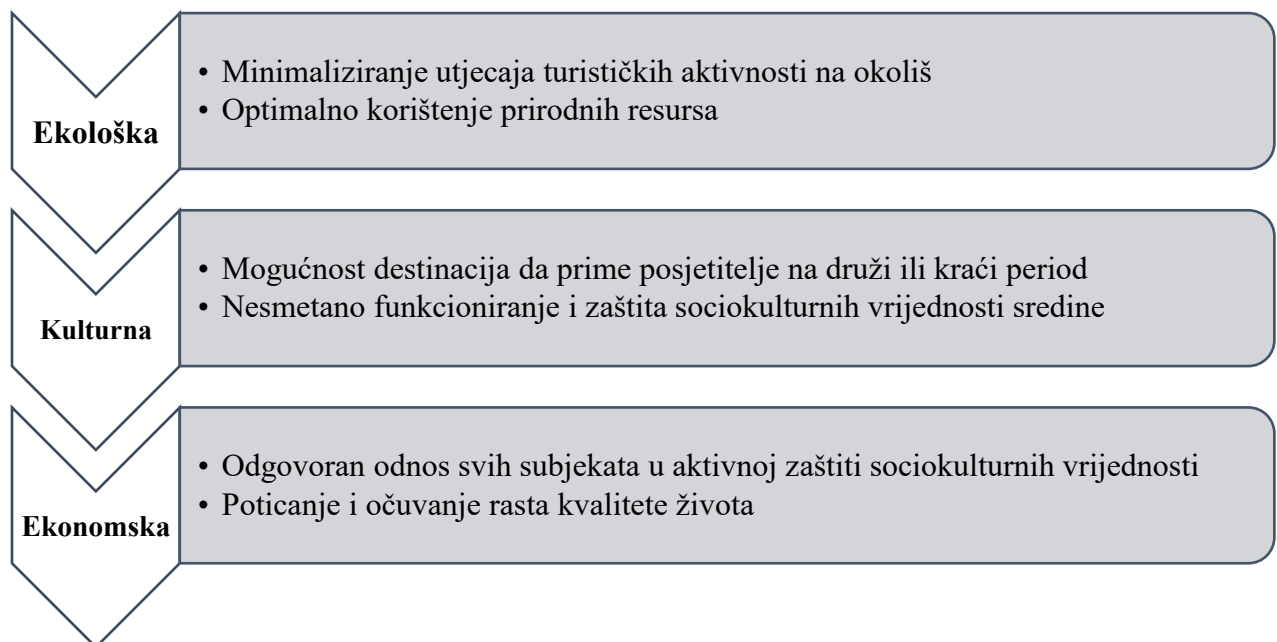 Ekološka
• Minimaliziranje utjecaja turističkih aktivnosti na okoliš
• Optimalno korištenje prirodnih resursa
Kulturna
• Mogućnost destinacija da prime posjetitelje na druži ili kraći period
• Nesmetano funkcioniranje i zaštita sociokulturnih vrijednosti sredine
Ekonomska
• Odgovoran odnos svih subjekata u aktivnoj zaštiti sociokulturnih vrijednosti
• Poticanje i očuvanje rasta kvalitete života